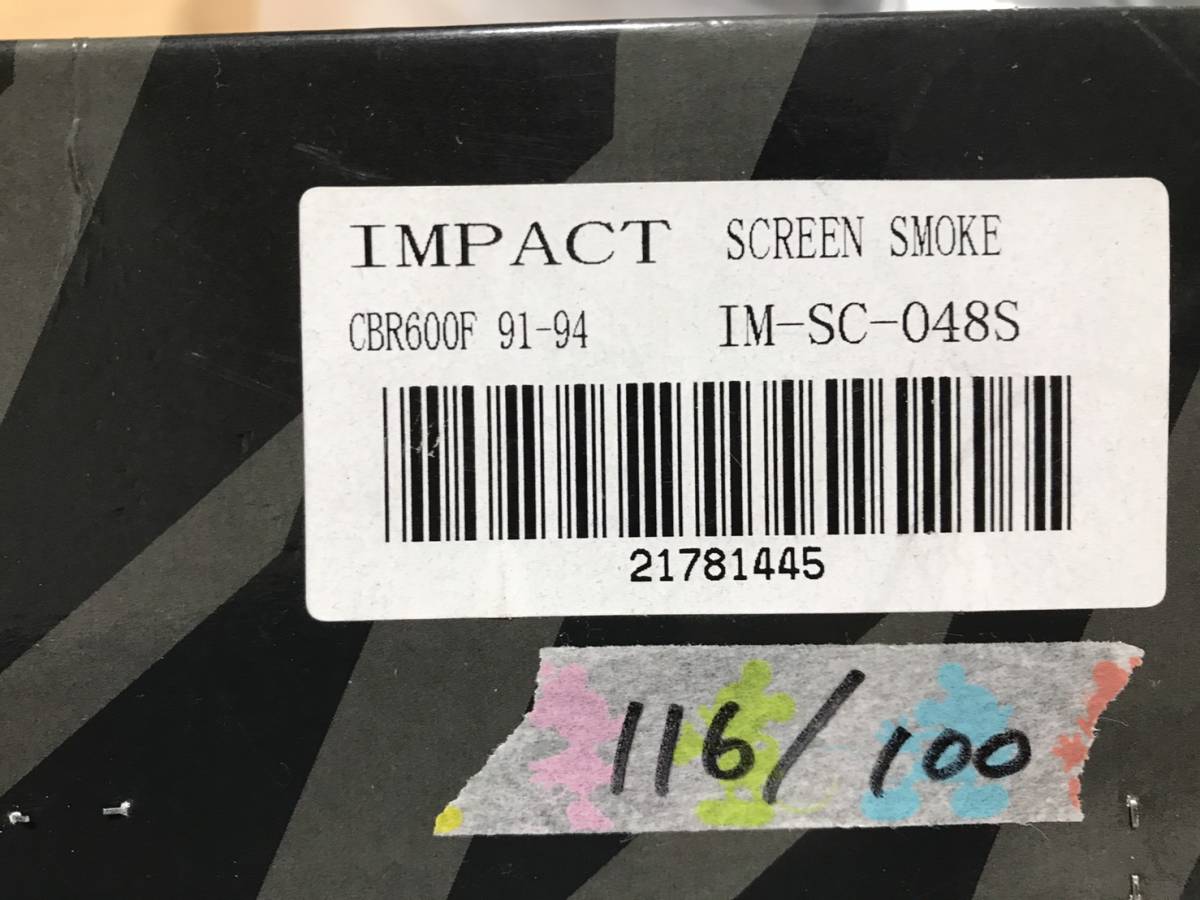 IMPACT SCREEN SMOKE
CBR600F 91-94 IM-SC-048S
21781445
116/100